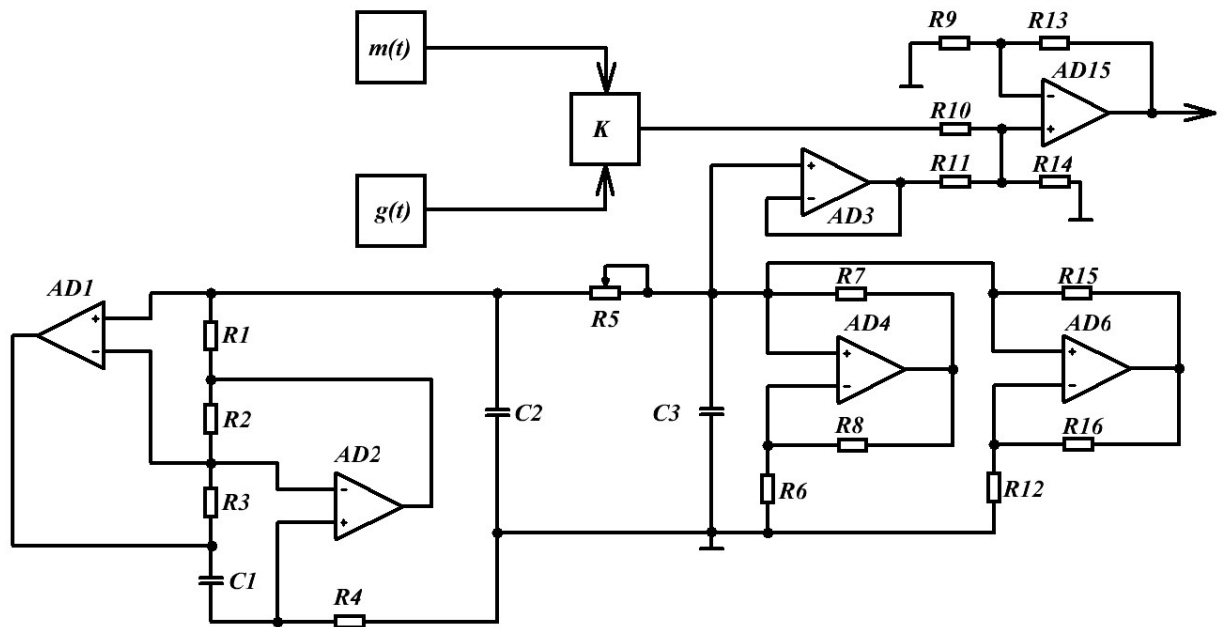 R9
R13
m(t)
AD15
-
+
R10
K
R11
R14
+
-
AD3
g(t)
AD1
R7
R15
+
-
R1
R5
AD4
AD6
+
-
+
-
R2
C2
C3
R8
R16
AD2
-
+
R3
R6
R12
C1
R4